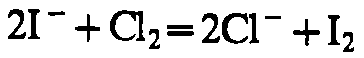 2I⁻ + Cl₂ = 2Cl⁻ + I₂